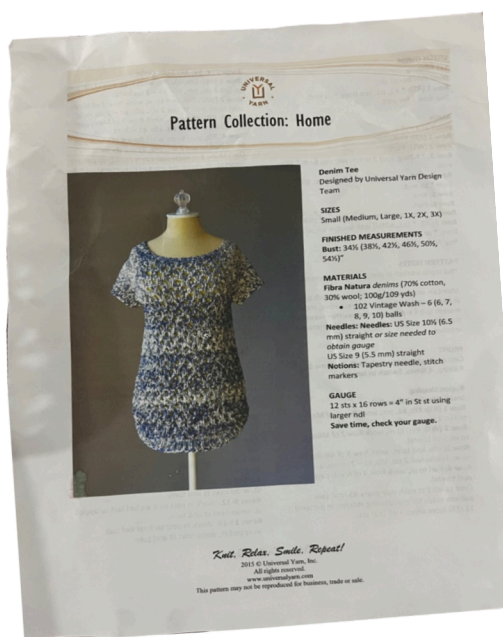 UNIVERSAL
YARN
Pattern Collection: Home
Denim Tee
Designed by Universal Yarn Design
Team
SIZES
Small (Medium, Large, 1X, 2X, 3X)
FINISHED MEASUREMENTS
Bust: 34½ (38½, 42½, 46½, 50½,
54½)"
MATERIALS
Fibra Natura denims (70% cotton,
30% wool; 100g/109 yds)
• 102 Vintage Wash – 6 (6, 7,
8, 9, 10) balls
Needles: Needles: US Size 10½ (6.5
mm) straight or size needed to
obtain gauge
US Size 9 (5.5 mm) straight
Notions: Tapestry needle, stitch
markers
GAUGE
12 sts x 16 rows = 4" in St st using
larger ndl
Save time, check your gauge.
Knit. Relax. Smile. Repeat!
2015 © Universal Yarn, Inc.
All rights reserved.
www.universalyarn.com
This pattern may not be reproduced for business, trade or sale.